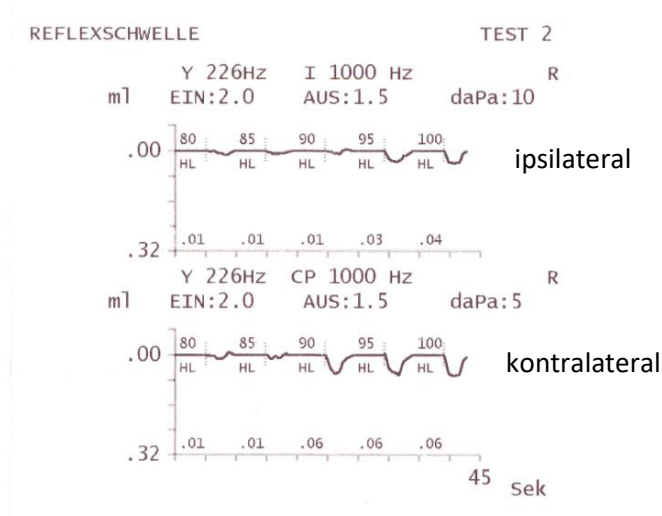 REFLEXSCHWELLE TEST 2
Y 226Hz I 1000 Hz R
ml EIN:2.0 AUS:1.5 daPa:10
80 85 90 95 100
.00 HL HL HL HL HL ipsilateral
.01 .01 .01 .03 .04
.32
Y 226Hz CP 1000 Hz R
ml EIN:2.0 AUS:1.5 daPa:5
80 85 90 95 100
.00 HL HL HL HL HL kontralateral
.01 .01 .06 .06 .06
.32
45 Sek